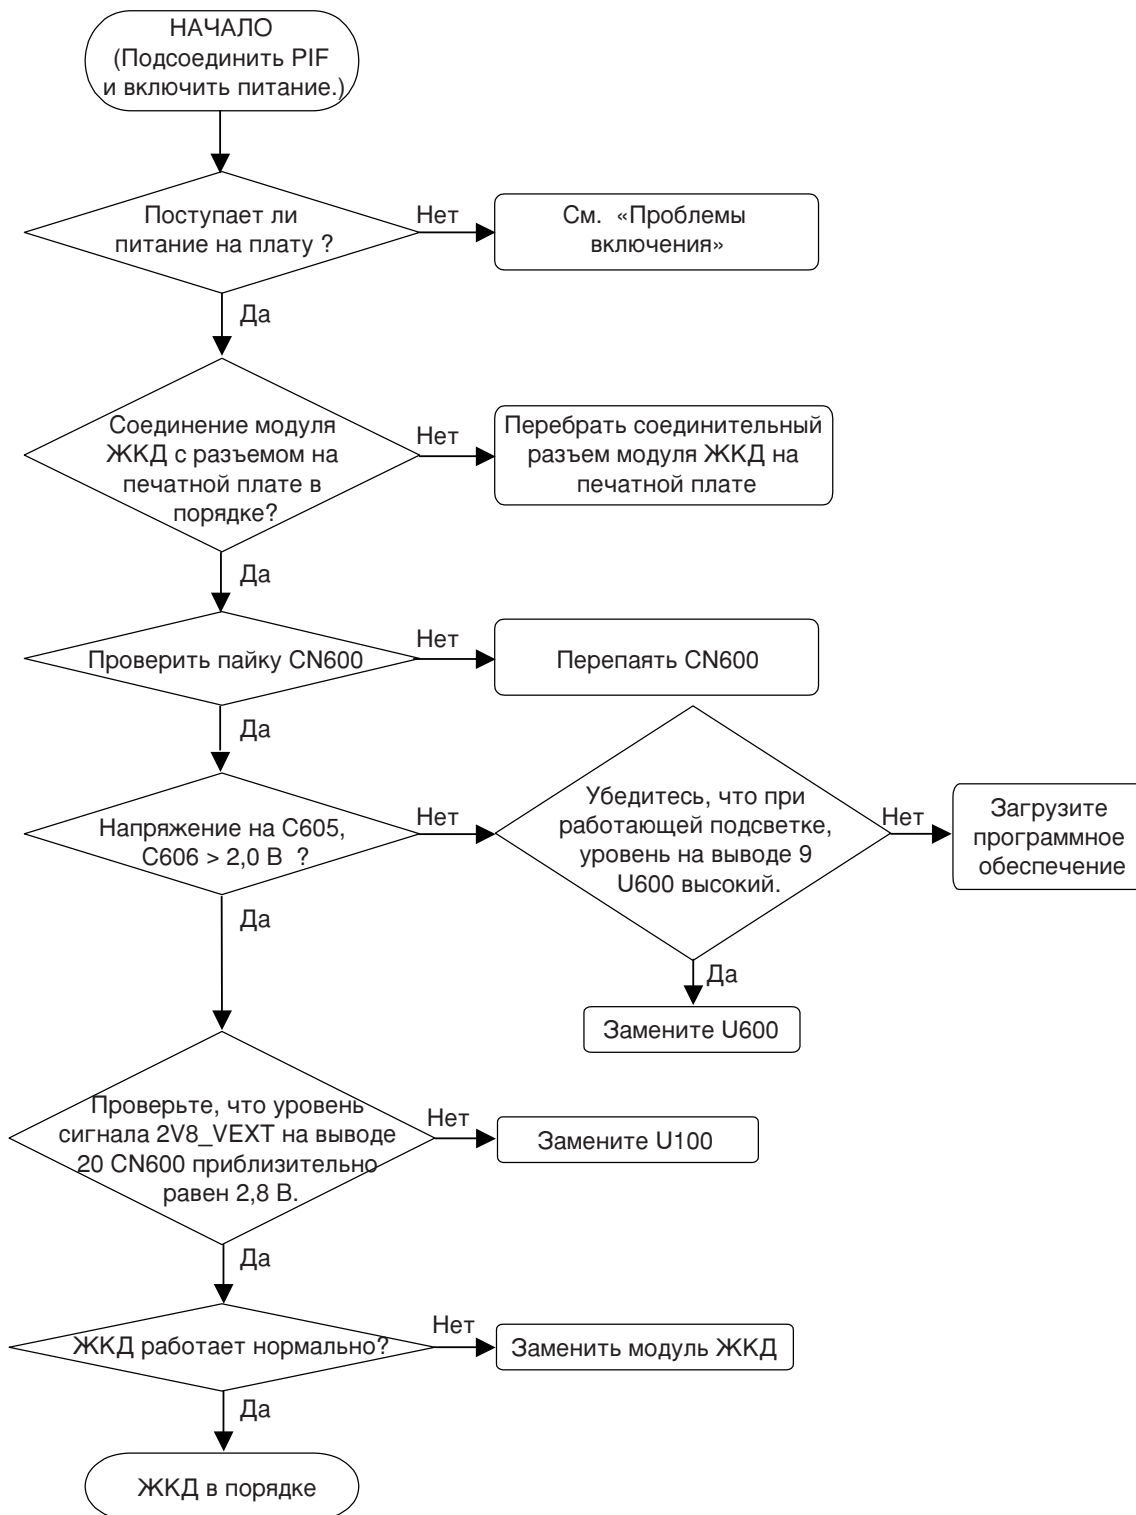 НАЧАЛО
(Подсоединить PIF
и включить питание.)
Поступает ли
питание на плату ?
Нет
См. «Проблемы
включения»
Да
Соединение модуля
ЖКД с разъемом на
печатной плате в
порядке?
Нет
Перебрать соединительный
разъем модуля ЖКД на
печатной плате
Да
Проверить пайку CN600
Нет
Перепаять CN600
Да
Напряжение на C605,
C606 > 2,0 В ?
Нет
Убедитесь, что при
работающей подсветке,
уровень на выводе 9
U600 высокий.
Нет
Загрузите
программное
обеспечение
Да
Замените U600
Да
Проверьте, что уровень
сигнала 2V8_VEXT на выводе
20 CN600 приблизительно
равен 2,8 В.
Нет
Замените U100
Да
ЖКД работает нормально?
Нет
Заменить модуль ЖКД
Да
ЖКД в порядке